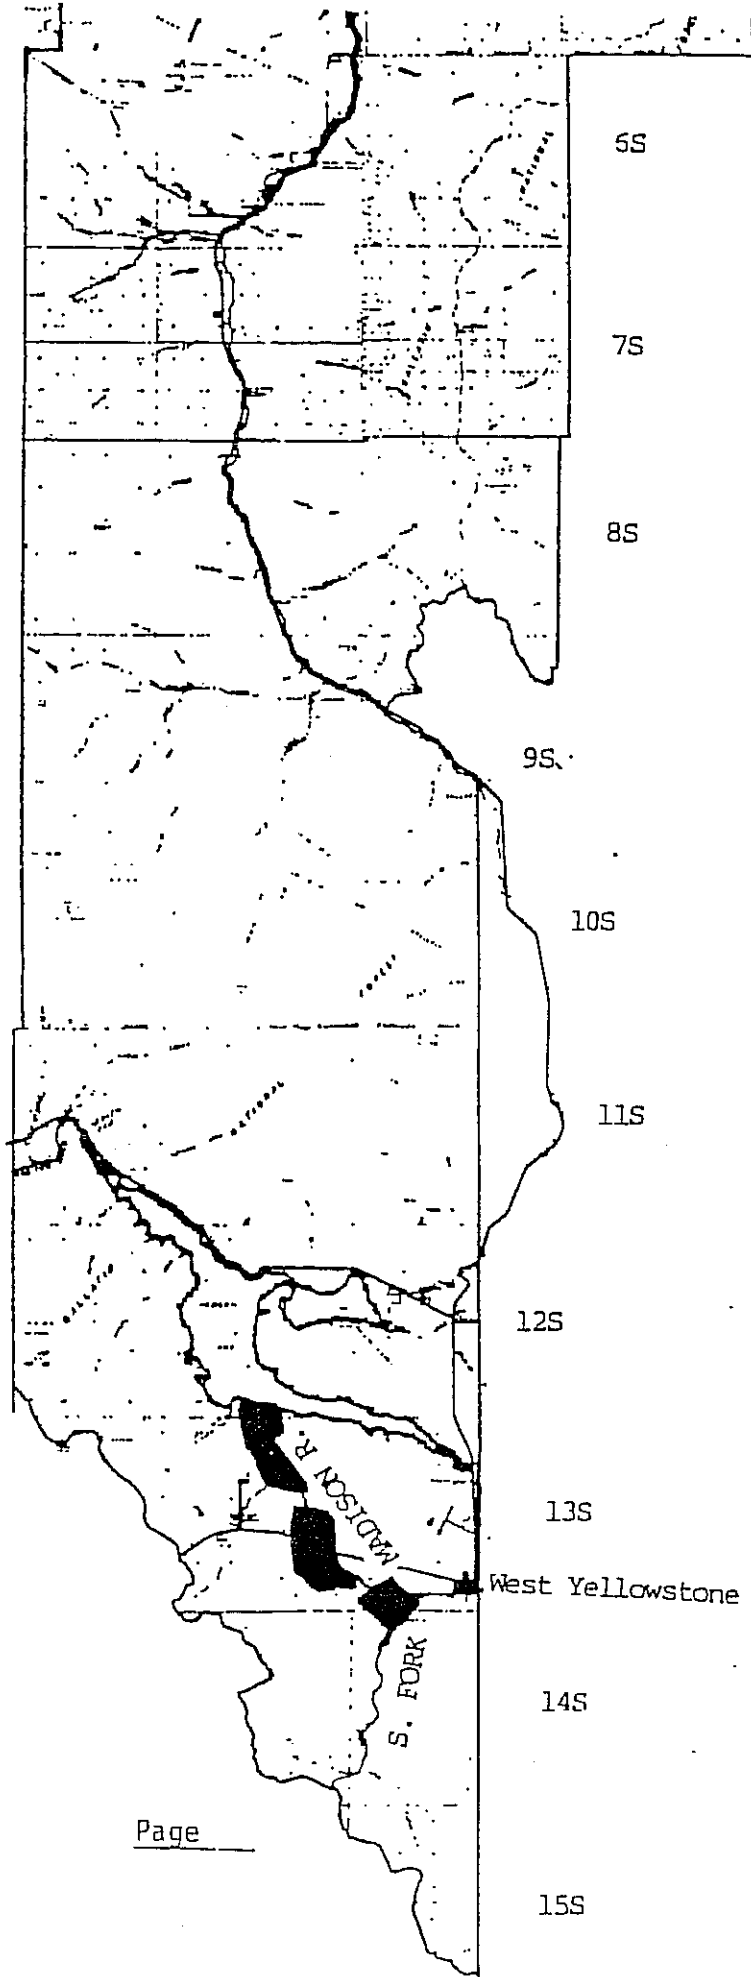 6S
7S
8S
9S
10S
11S
12S
MADISON R.
13S
West Yellowstone
S. FORK
14S
Page
15S